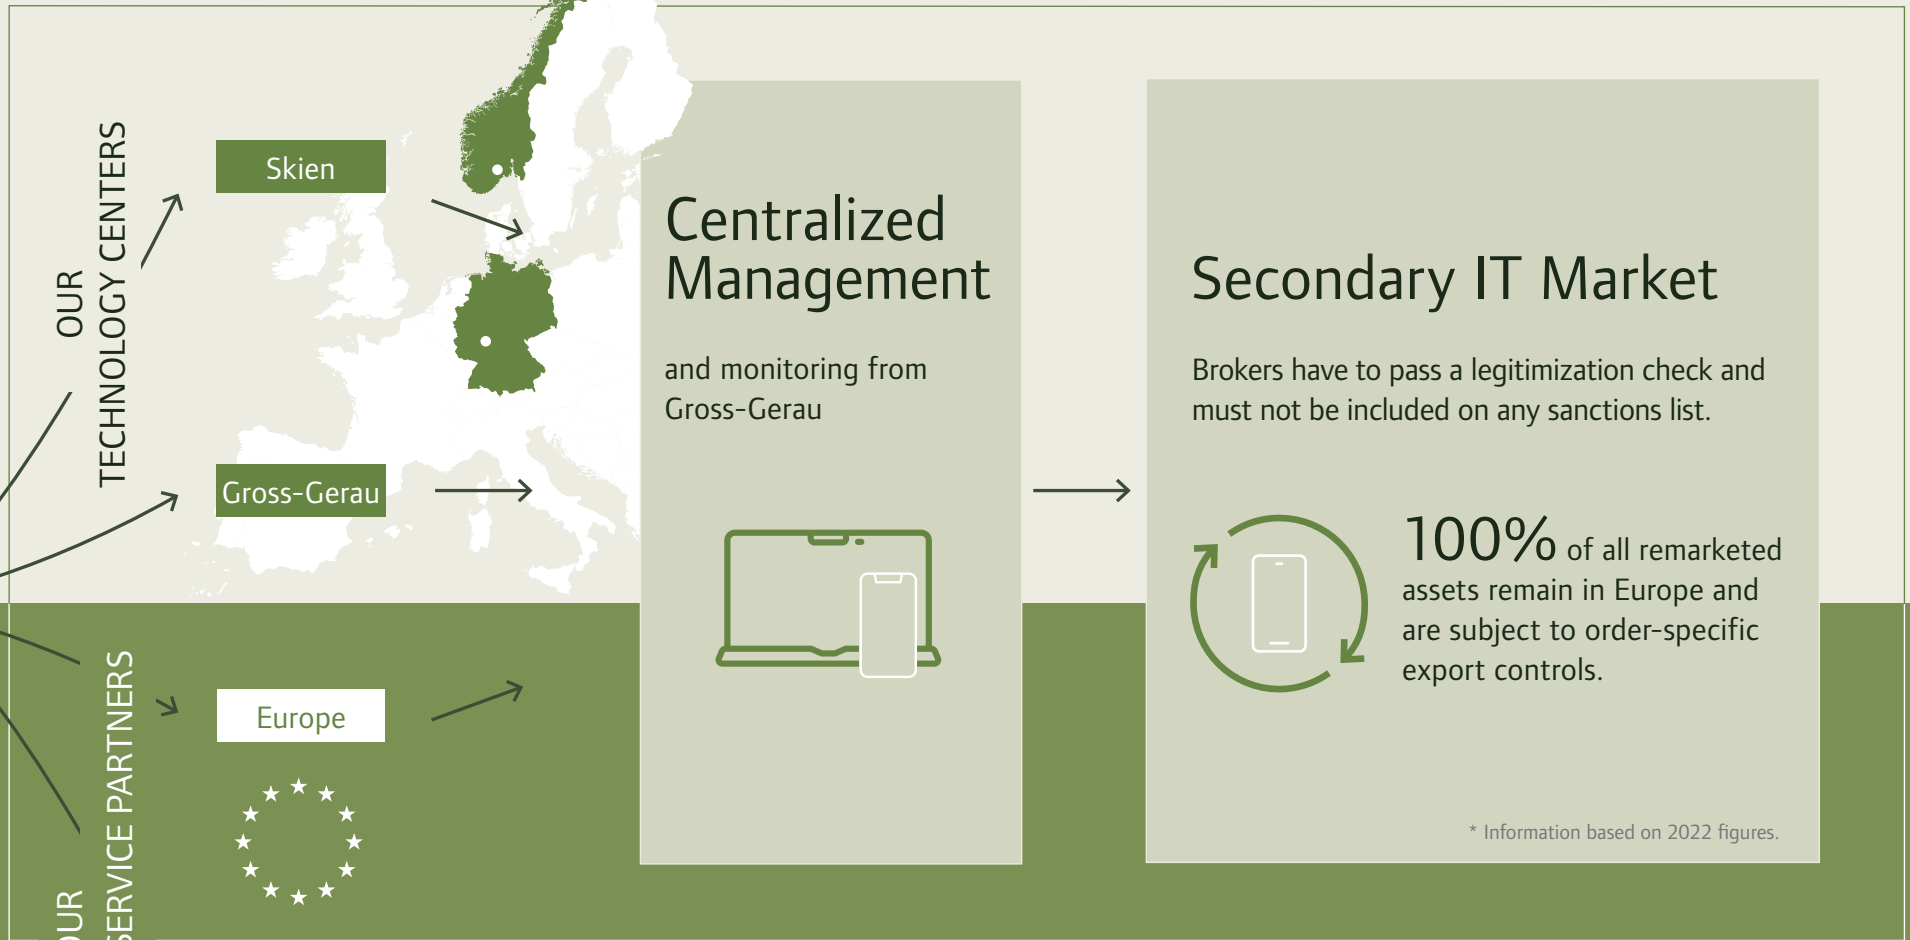 OUR
TECHNOLOGY CENTERS
Skien
Gross-Gerau
OUR
SERVICE PARTNERS
Europe
Centralized
Management
and monitoring from
Gross-Gerau
Secondary IT Market
Brokers have to pass a legitimization check and
must not be included on any sanctions list.
100% of all remarketed
assets remain in Europe and
are subject to order-specific
export controls.
* Information based on 2022 figures.